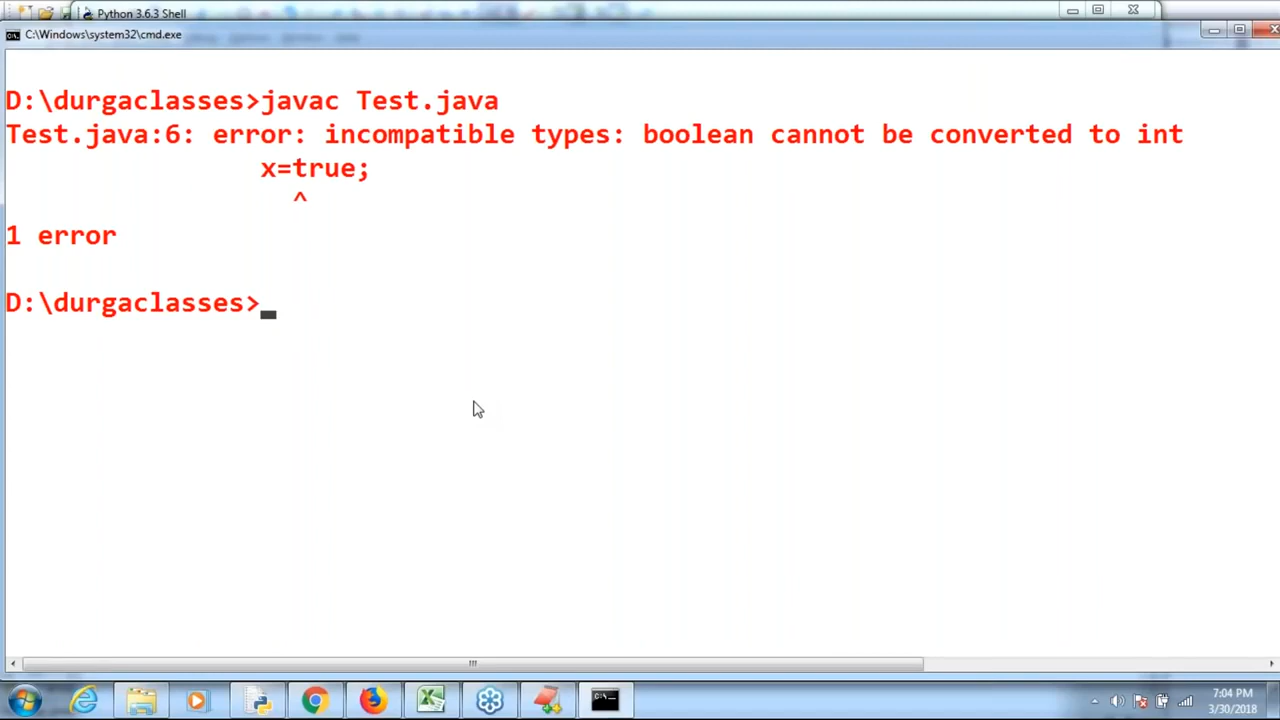 Python 3.6.3 Shell
C:\Windows\system32\cmd.exe
D:\durgaclasses>javac Test.java
Test.java:6: error: incompatible types: boolean cannot be converted to int
x=true;
^
1 error
D:\durgaclasses>
7:04 PM
3/30/2018